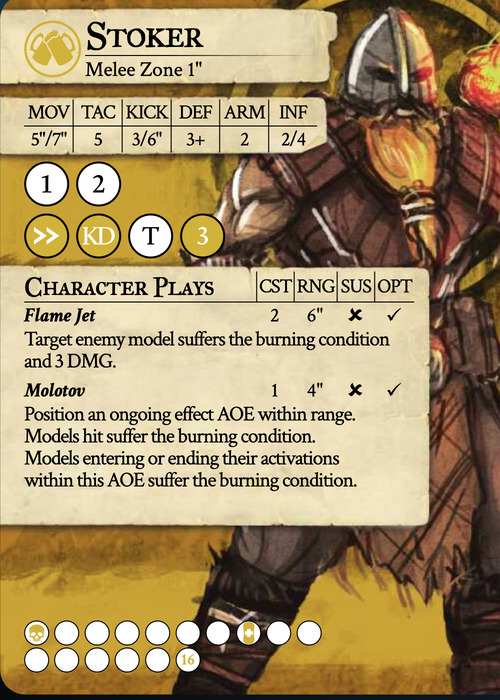 STOKER
Melee Zone 1"
MOV TAC KICK DEF ARM INF
5"/7" 5 3/6" 3+ 2 2/4
1 2
>> KD T 3
CHARACTER PLAYS CST RNG SUS OPT
Flame Jet 2 6" ✘ ✓
Target enemy model suffers the burning condition
and 3 DMG.
Molotov 1 4" ✘ ✓
Position an ongoing effect AOE within range.
Models hit suffer the burning condition.
Models entering or ending their activations
within this AOE suffer the burning condition.
16